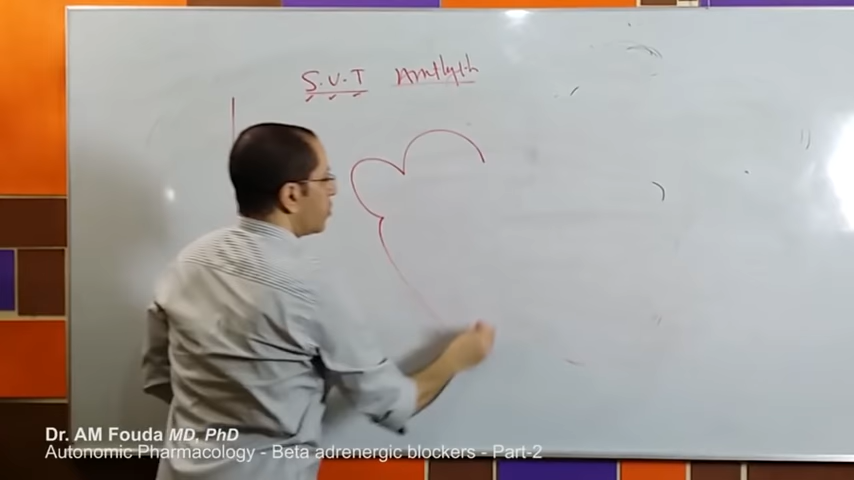 S.V.T
Dr. AM Fouda MD, PhD
Autonomic Pharmacology - Beta adrenergic blockers - Part-2